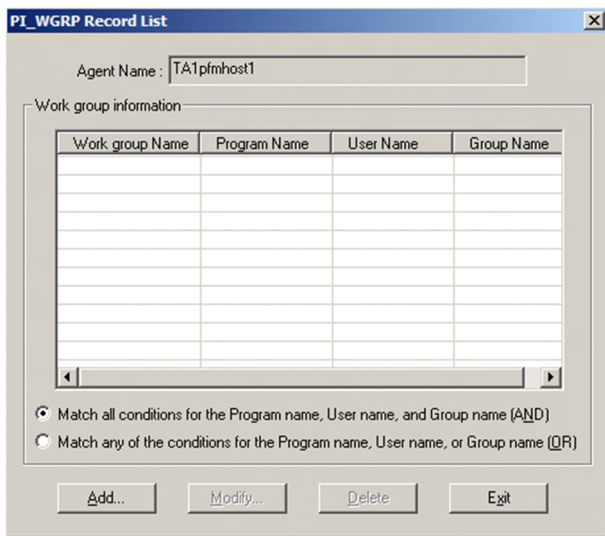 PI_WGRP Record List
Agent Name : TA1pfmhost1
Work group information
Work group Name Program Name User Name Group Name
Match all conditions for the Program name, User name, and Group name (AND)
Match any of the conditions for the Program name, User name, or Group name (OR)
Add... Modify... Delete Exit